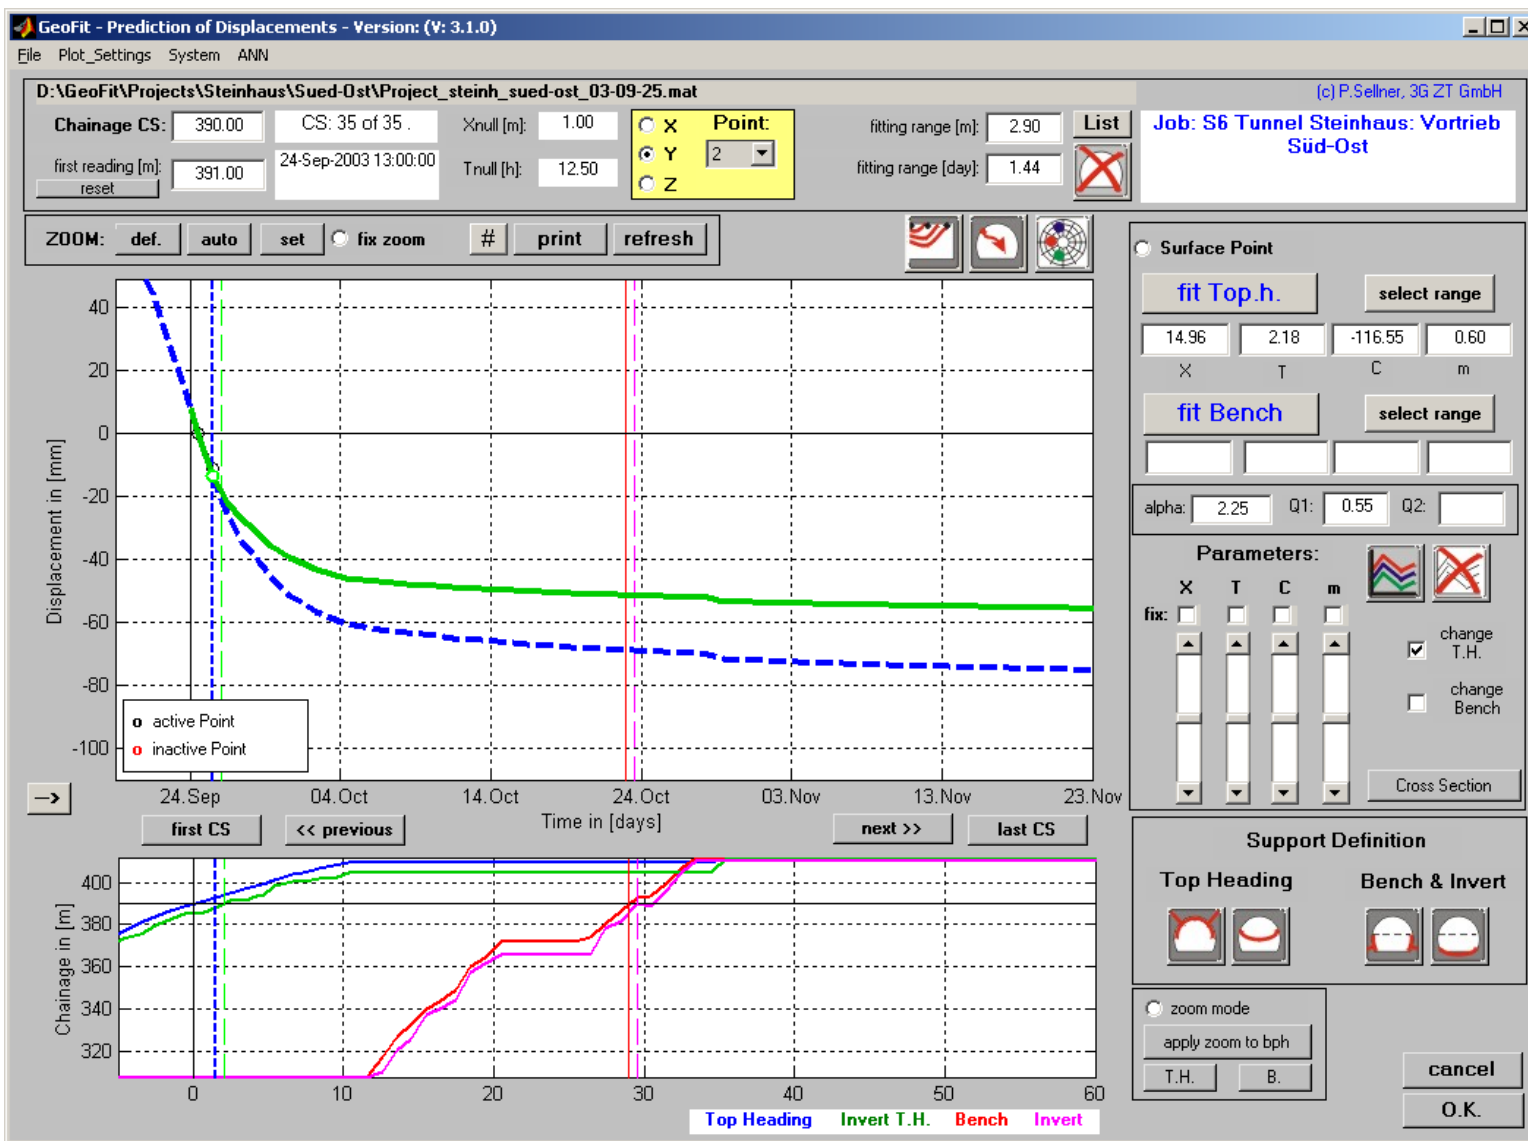 GeoFit - Prediction of Displacements - Version: (V: 3.1.0)
File Plot_Settings System ANN
D:\GeoFit\Projects\Steinhaus\Sued-Ost\Project_steinh_sued-ost_03-09-25.mat
(c) P.Sellner, 3G ZT GmbH
Chainage CS: 390.00 CS: 35 of 35 . Xnull [m]: 1.00 X Point: fitting range [m]: 2.90 List
Job: S6 Tunnel Steinhaus: Vortrieb
Süd-Ost
first reading [m]: 391.00 24-Sep-2003 13:00:00 Tnull [h]: 12.50 Y 2 fitting range [day]: 1.44
reset
Z
ZOOM: def. auto set fix zoom # print refresh
Surface Point
fit Top.h. select range
14.96 2.18 -116.55 0.60
X T C m
fit Bench select range
alpha: 2.25 Q1: 0.55 Q2:
Parameters:
X T C m
fix:
change
T.H.
change
Bench
Cross Section
Displacement in [mm]
40
20
0
-20
-40
-60
-80
-100
o active Point
o inactive Point
24.Sep 04.Oct 14.Oct 24.Oct 03.Nov 13.Nov 23.Nov
-->
Time in [days]
first CS << previous next >> last CS
Support Definition
Top Heading Bench & Invert
Chainage in [m]
400
380
360
340
320
0 10 20 30 40 50 60
Top Heading Invert T.H. Bench Invert
zoom mode
apply zoom to bph
T.H. B.
cancel
O.K.